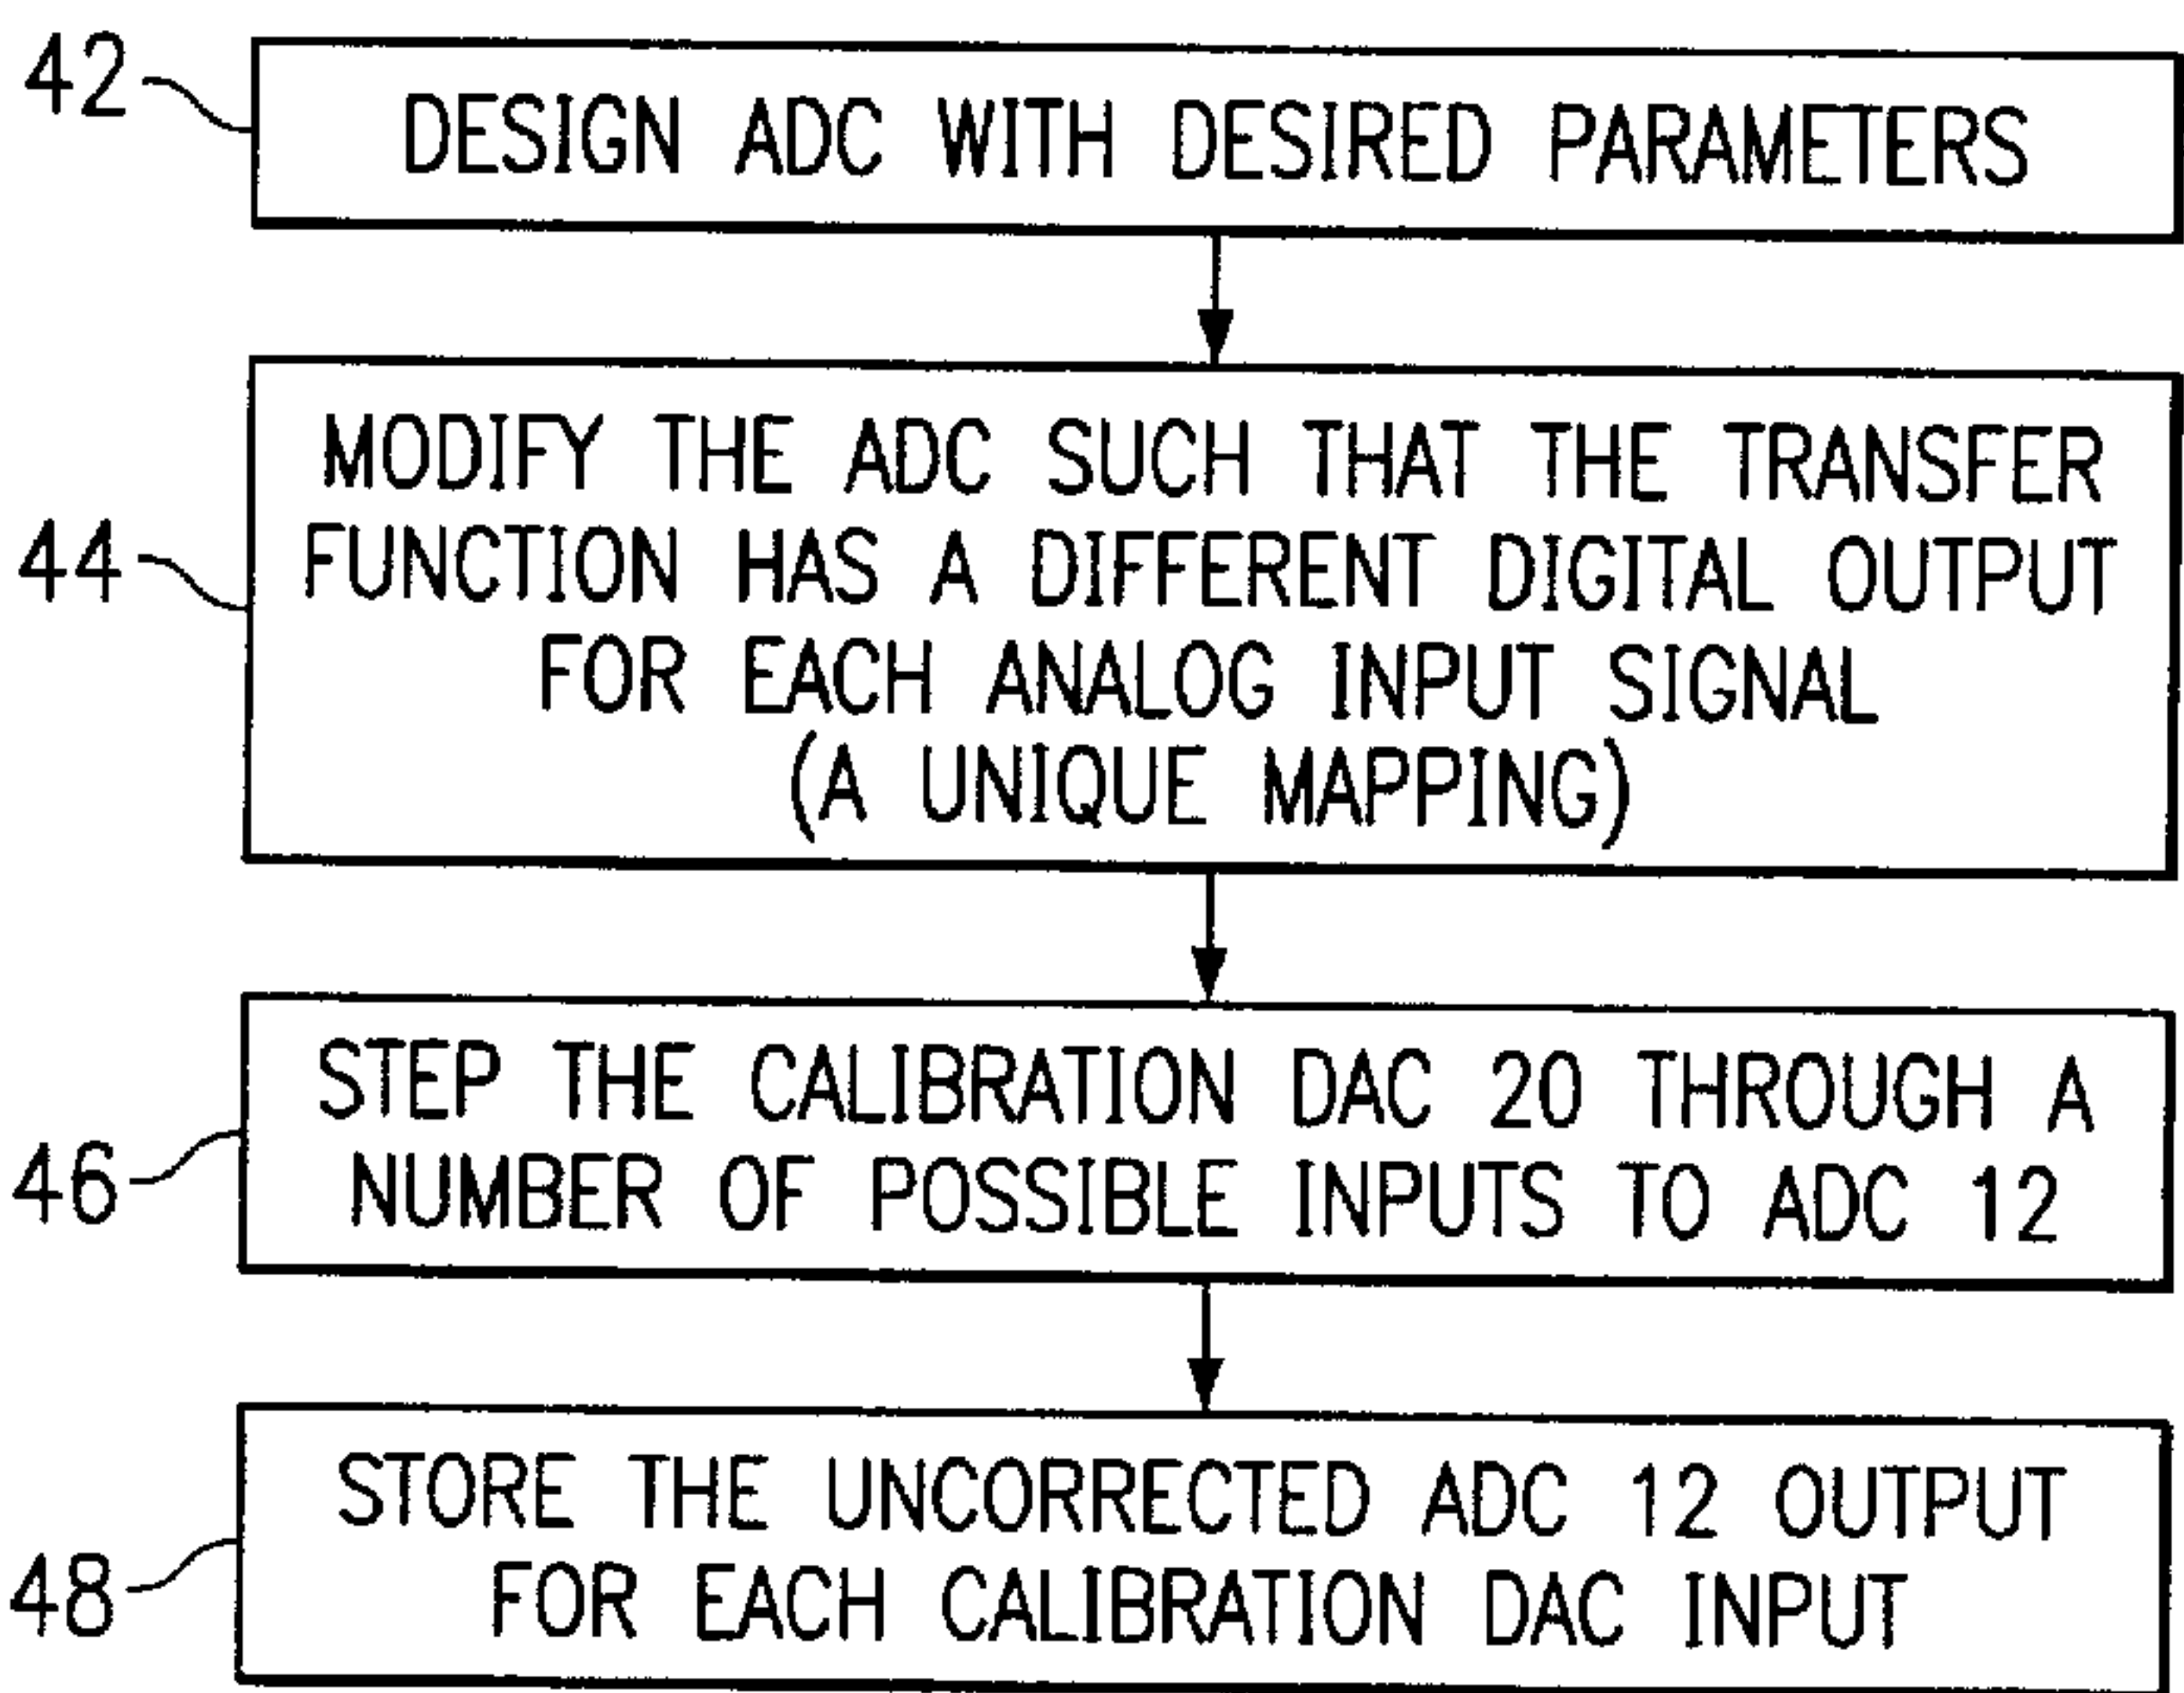 42
DESIGN ADC WITH DESIRED PARAMETERS
44
MODIFY THE ADC SUCH THAT THE TRANSFER
FUNCTION HAS A DIFFERENT DIGITAL OUTPUT
FOR EACH ANALOG INPUT SIGNAL
(A UNIQUE MAPPING)
46
STEP THE CALIBRATION DAC 20 THROUGH A
NUMBER OF POSSIBLE INPUTS TO ADC 12
48
STORE THE UNCORRECTED ADC 12 OUTPUT
FOR EACH CALIBRATION DAC INPUT